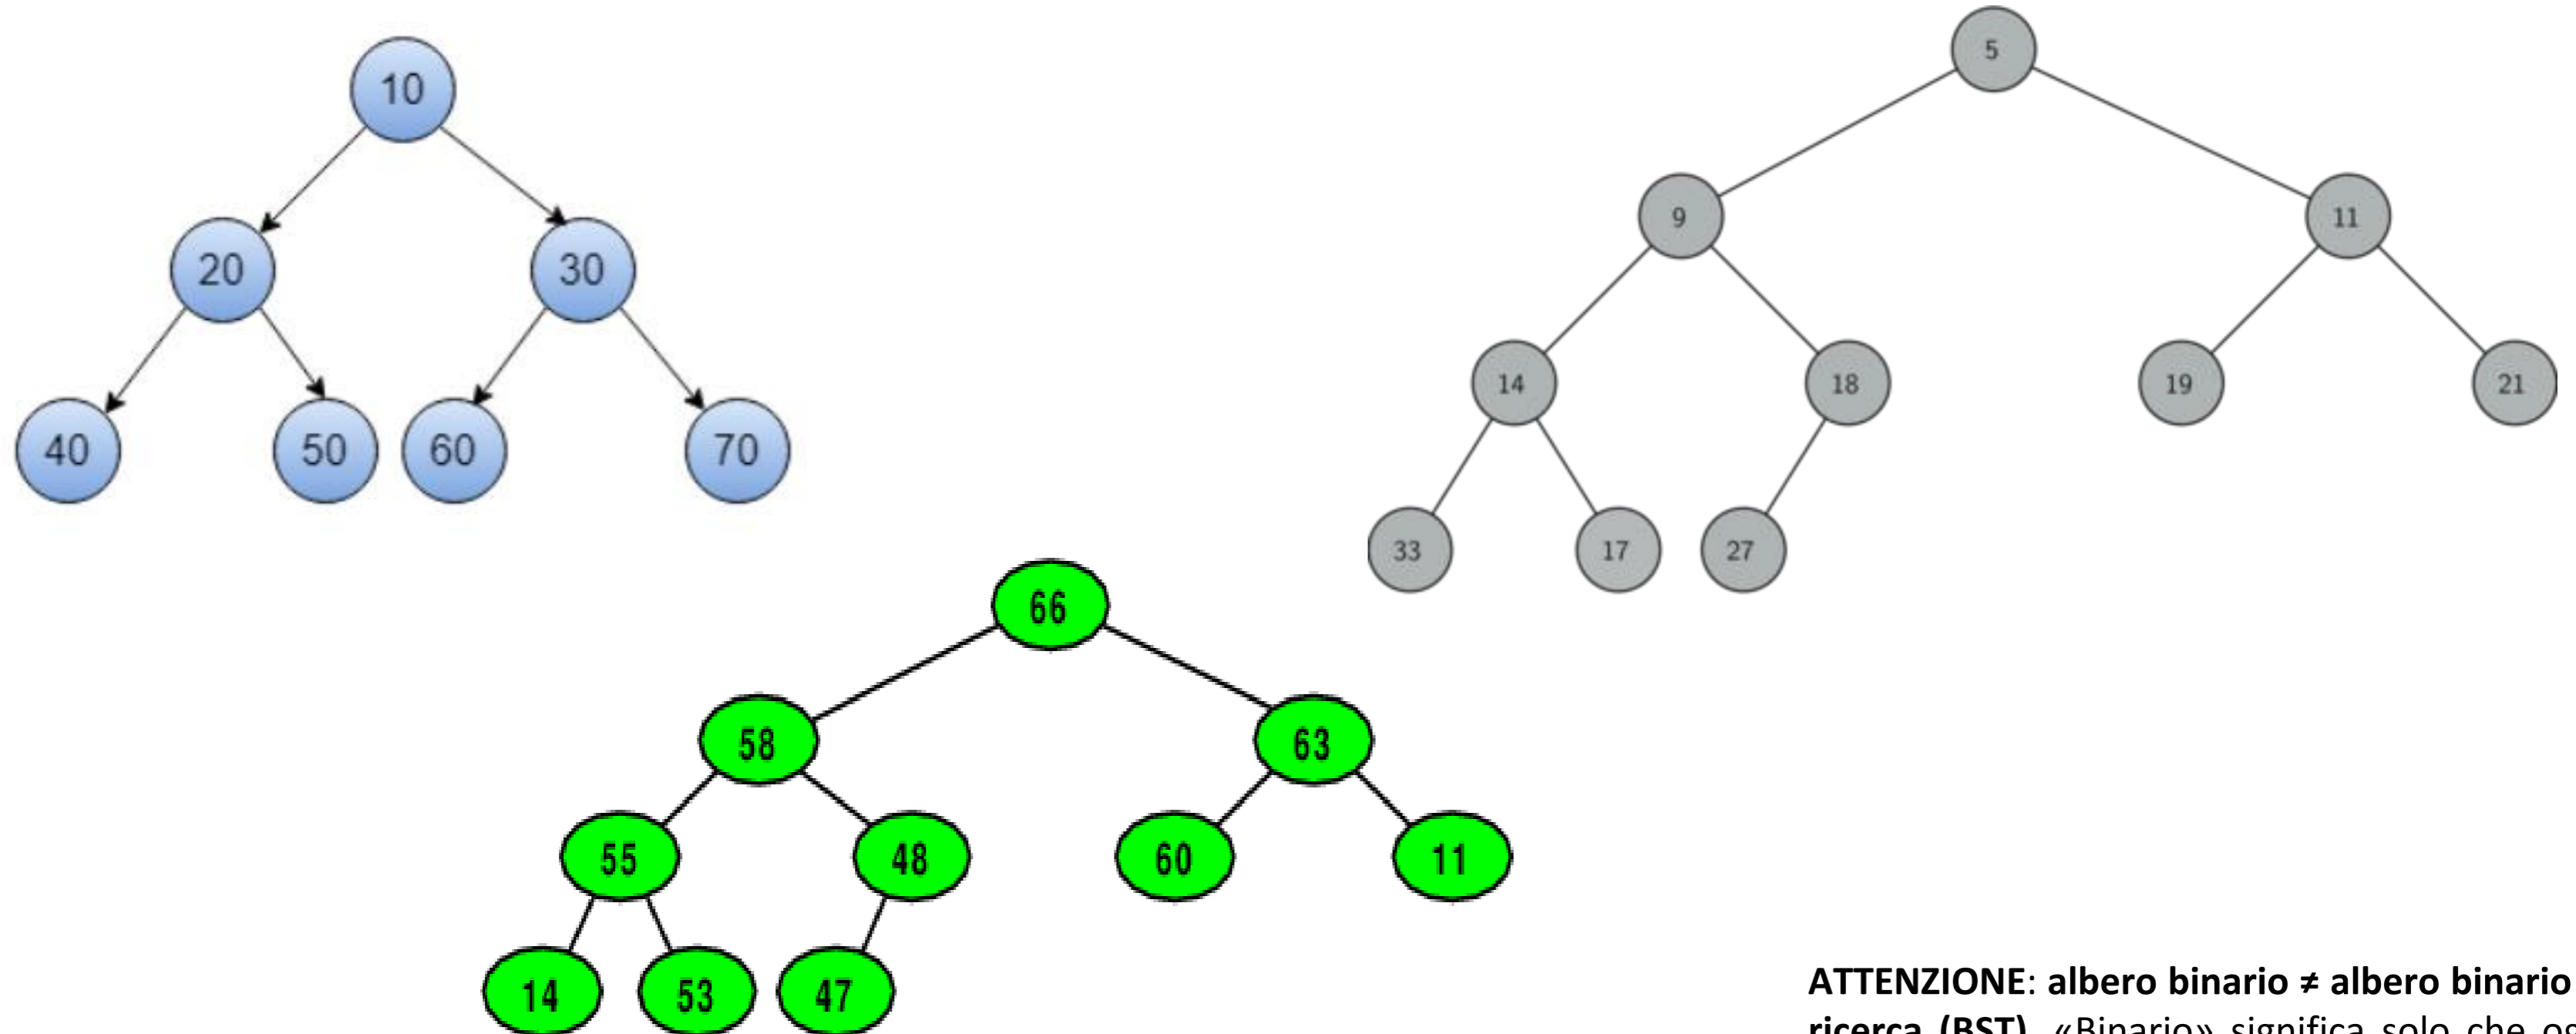 10
20 30
40 50 60 70
5
9 11
14 18 19 21
33 17 27
66
58 63
55 48 60 11
14 53 47
ATTENZIONE: albero binario ≠ albero binario
ricerca (BST). «Binario» significa solo che